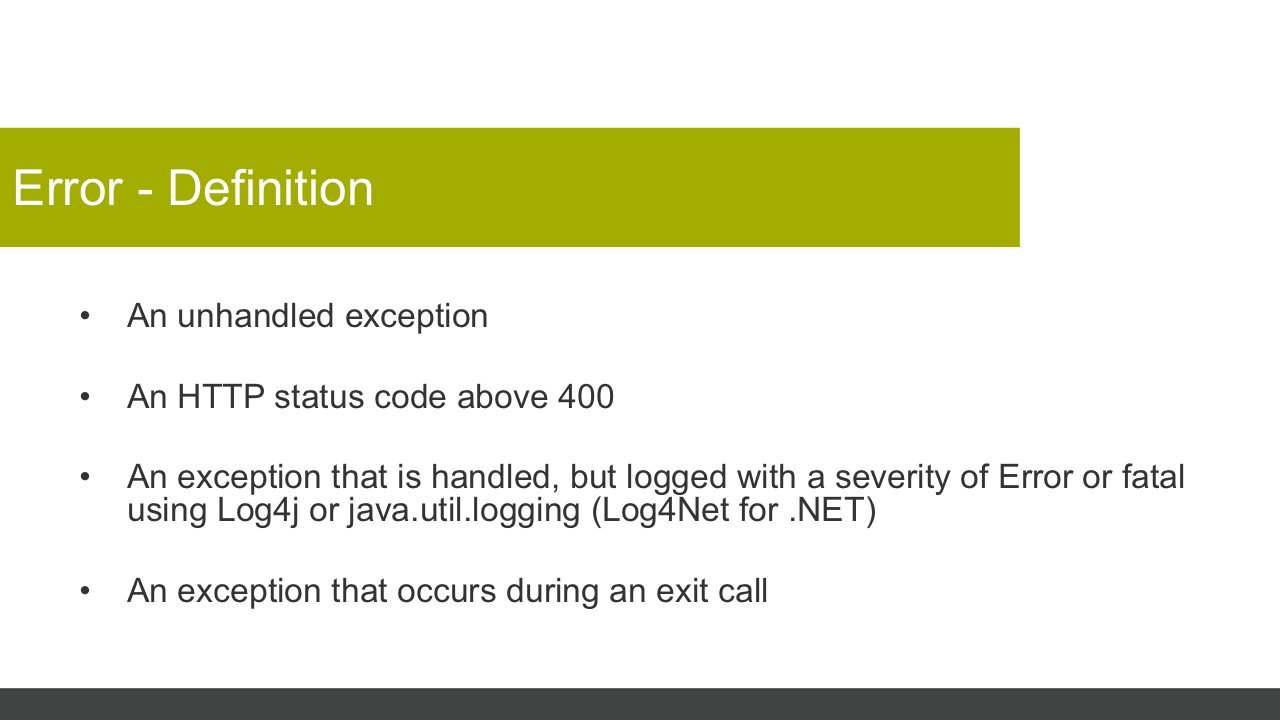 Error - Definition
• An unhandled exception
• An HTTP status code above 400
• An exception that is handled, but logged with a severity of Error or fatal
using Log4j or java.util.logging (Log4Net for .NET)
• An exception that occurs during an exit call